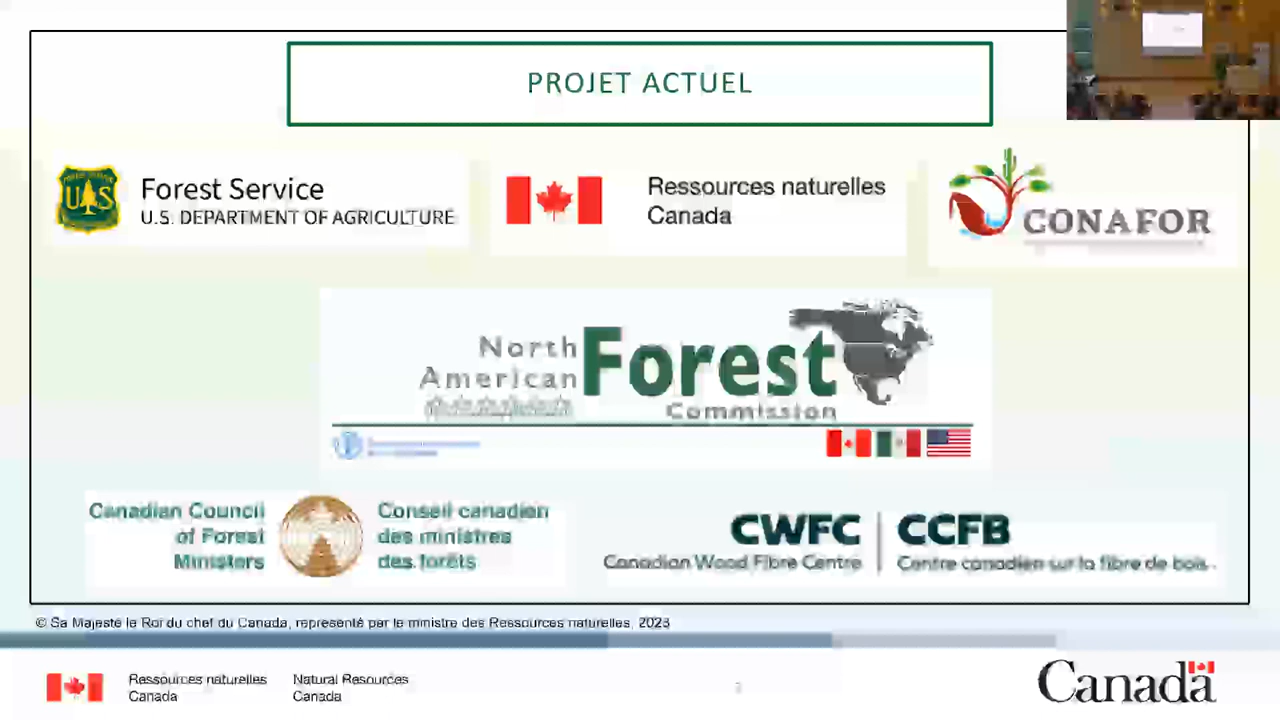 PROJET ACTUEL
US
Forest Service
U.S. DEPARTMENT OF AGRICULTURE
Ressources naturelles
Canada
CONAFOR
North
American
Forest
Commission
Canadian Council
of Forest
Ministers
Conseil canadien
des ministres
des forêts
CWFC
Canadian Wood Fibre Centre
CCFB
Centre canadien sur la fibre de bois
© Sa Majesté le Roi du chef du Canada, représenté par le ministre des Ressources naturelles, 2023
Ressources naturelles
Canada
Natural Resources
Canada
Canada